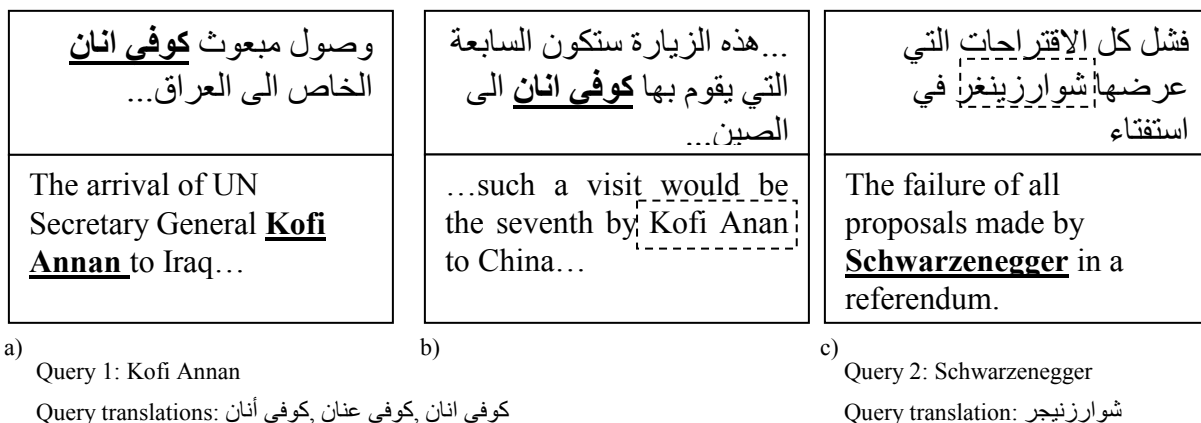 وصول مبعوث كوفي انان
الخاص الى العراق...
The arrival of UN
Secretary General Kofi
Annan to Iraq…
...هذه الزيارة ستكون السابعة
التي يقوم بها كوفي انان الى
الصين...
…such a visit would be
the seventh by Kofi Anan
to China…
فشل كل الاقتراحات التي
عرضها شوارزينغر في
استفتاء
The failure of all
proposals made by
Schwarzenegger in a
referendum.
a)
Query 1: Kofi Annan
Query translations: كوفي انان ,كوفي عنان ,كوفي أنان
b)
c)
Query 2: Schwarzenegger
Query translation: شوارزنيجر